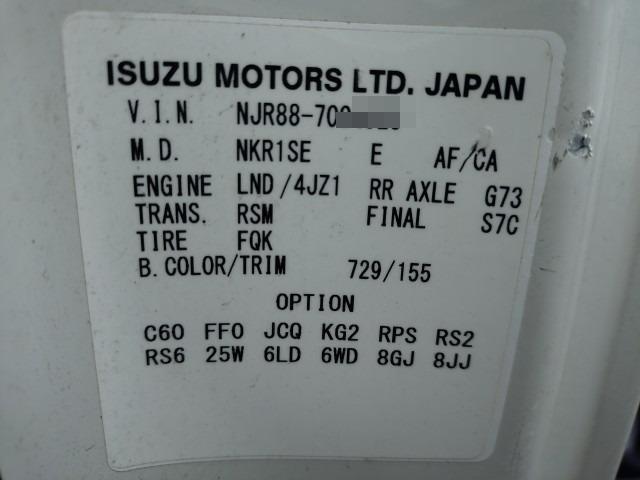 ISUZU MOTORS LTD. JAPAN
V.I.N. NJR88-70
M.D. NKR1SE E AF/CA
ENGINE LND/4JZ1 RR AXLE G73
TRANS. RSM FINAL S7C
TIRE FQK
B.COLOR/TRIM 729/155
OPTION
C60 FF0 JCQ KG2 RPS RS2
RS6 25W 6LD 6WD 8GJ 8JJ